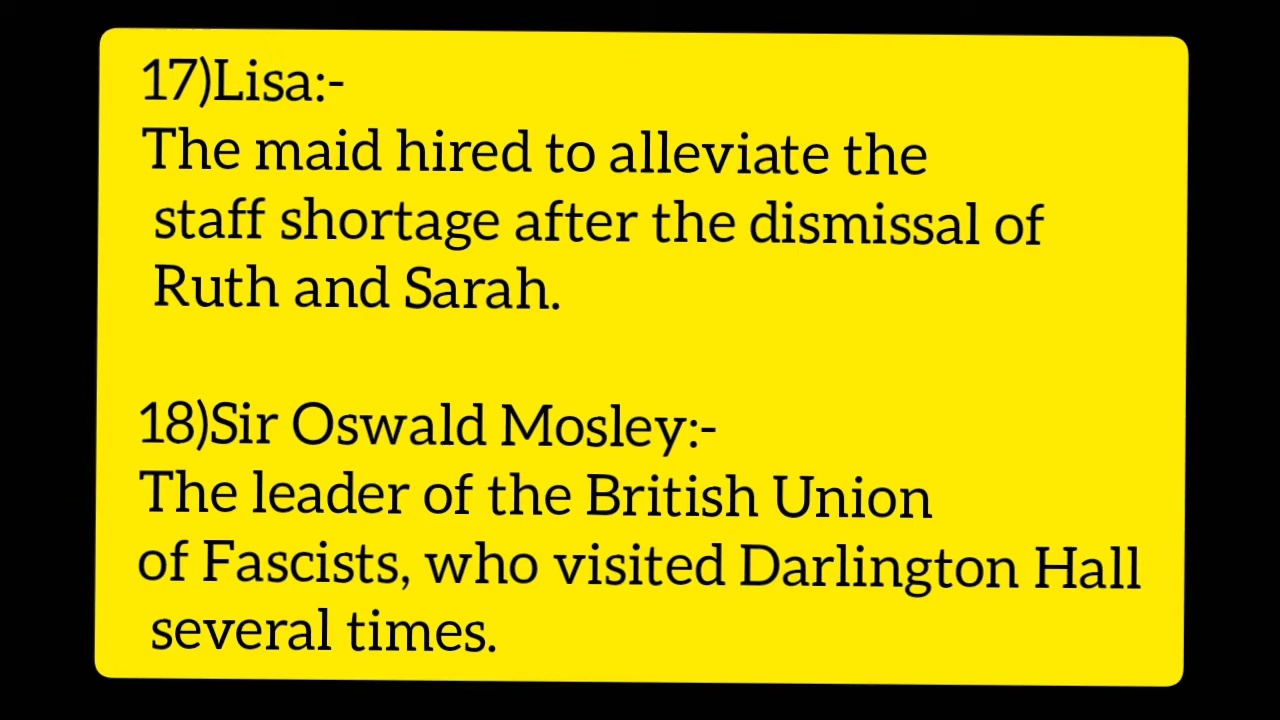 17)Lisa:-
The maid hired to alleviate the
staff shortage after the dismissal of
Ruth and Sarah.
18)Sir Oswald Mosley:-
The leader of the British Union
of Fascists, who visited Darlington Hall
several times.